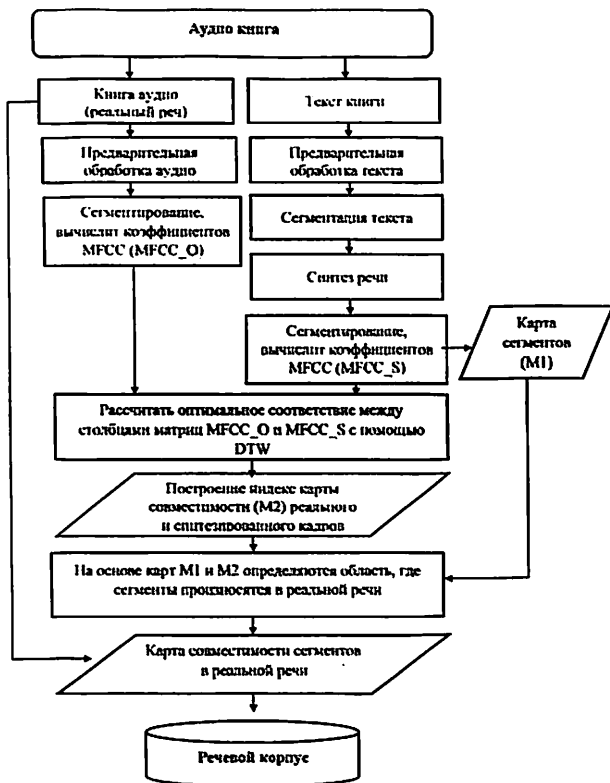 Аудио книга
Книга аудио
(реальный реч)
Текст книги
Предварительная
обработка аудио
Предварительная
обработка текста
Сегментирование,
вычислит коэффициентов
MFCC (MFCC_O)
Сегментация текста
Синтез речи
Сегментирование,
вычислит коэффициентов
MFCC (MFCC_S)
Карта
сегментов
(M1)
Рассчитать оптимальное соответствие между
столбцами матриц MFCC_O и MFCC_S с помощью
DTW
Построение индекс карты
совместимости (M2) реального
и синтезированного кадров
На основе карт M1 и M2 определяются область, где
сегменты произносятся в реальной речи
Карта совместимости сегментов
в реальной речи
Речевой корпус